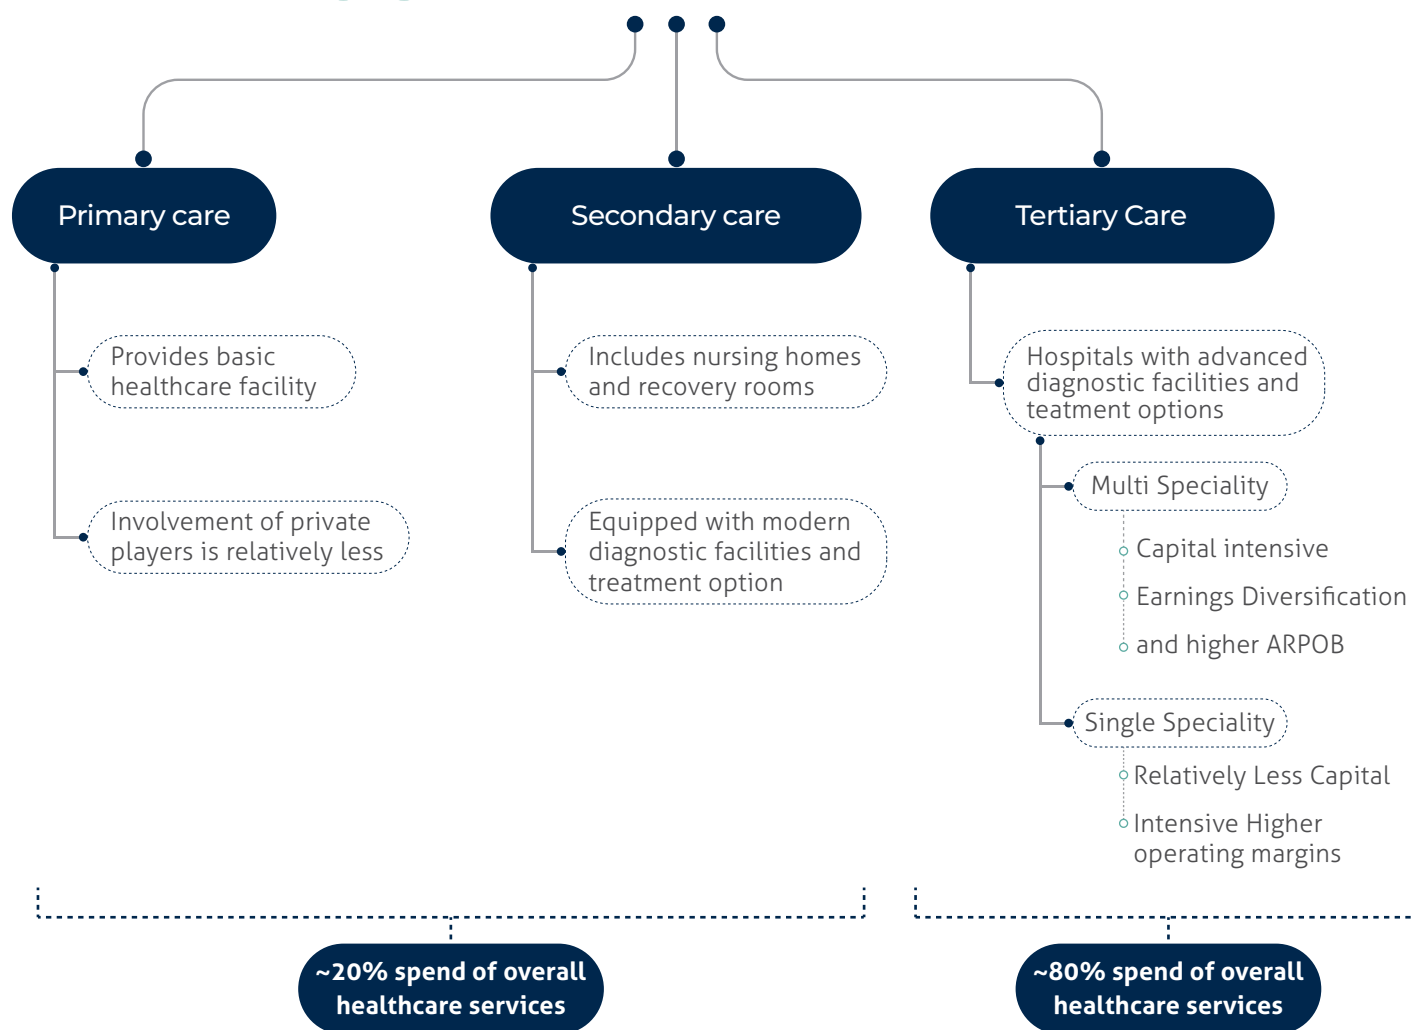 Primary care
Provides basic
healthcare facility
Involvement of private
players is relatively less
Secondary care
Includes nursing homes
and recovery rooms
Equipped with modern
diagnostic facilities and
treatment option
Tertiary Care
Hospitals with advanced
diagnostic facilities and
teatment options
Multi Speciality
Capital intensive
Earnings Diversification
and higher ARPOB
Single Speciality
Relatively Less Capital
Intensive Higher
operating margins
~20% spend of overall
healthcare services
~80% spend of overall
healthcare services